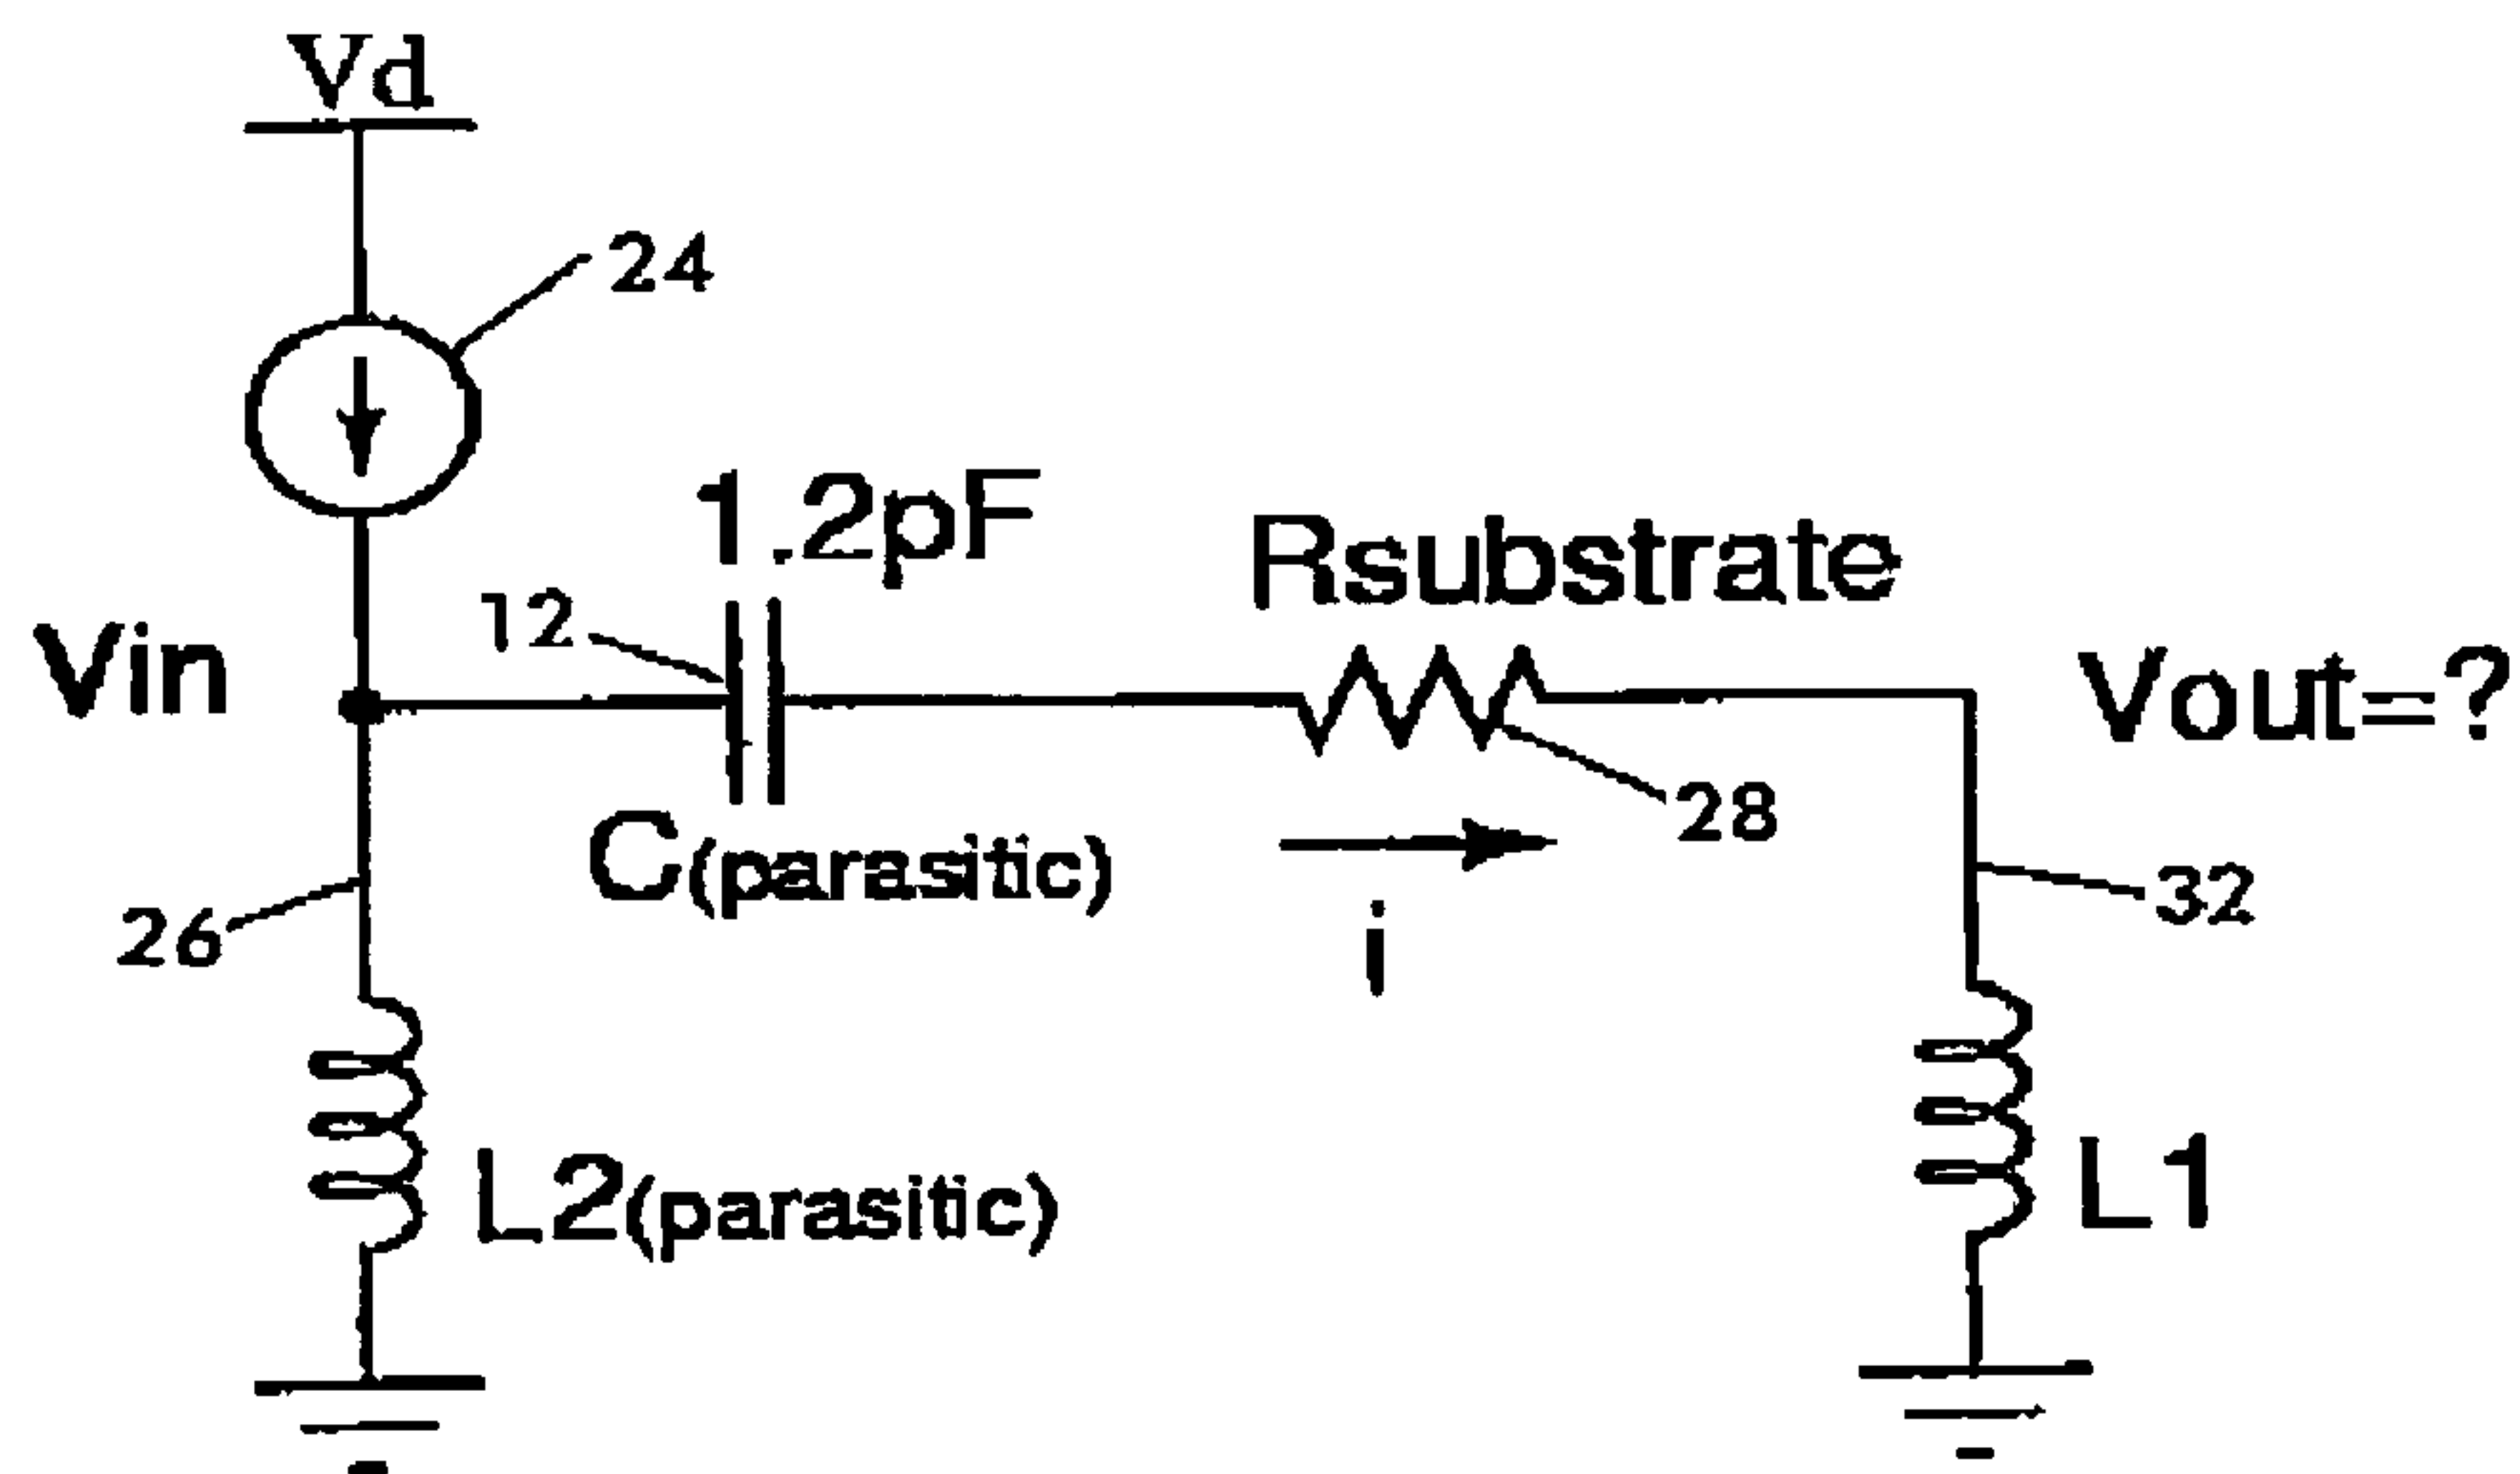 Vd
24
1.2pF
Rsubstrate
12
Vin
Vout=?
28
C(parasitic)
32
26
i
L2(parasitic)
L1